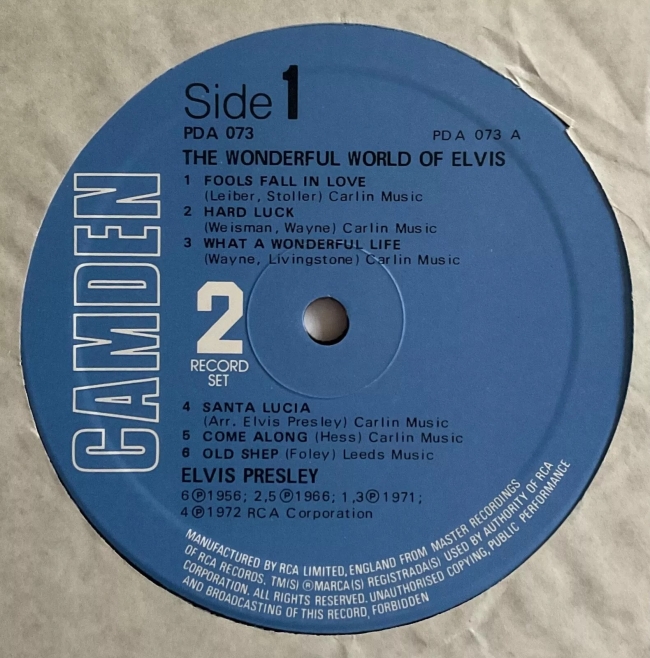 Side 1
PDA 073 PDA 073 A
THE WONDERFUL WORLD OF ELVIS
1 FOOLS FALL IN LOVE
(Leiber, Stoller) Carlin Music
2 HARD LUCK
(Weisman, Wayne) Carlin Music
3 WHAT A WONDERFUL LIFE
(Wayne, Livingstone) Carlin Music
CAMDEN
2
RECORD
SET
4 SANTA LUCIA
(Arr. Elvis Presley) Carlin Music
5 COME ALONG (Hess) Carlin Music
6 OLD SHEP (Foley) Leeds Music
ELVIS PRESLEY
6℗1956; 2,5℗1966; 1,3℗1971;
4℗1972 RCA Corporation
MANUFACTURED BY RCA LIMITED, ENGLAND FROM MASTER RECORDINGS
OF RCA RECORDS. TM(S) ® MARCA(S) REGISTRADA(S) USED BY AUTHORITY OF RCA
CORPORATION. ALL RIGHTS RESERVED. UNAUTHORISED COPYING, PUBLIC PERFORMANCE
AND BROADCASTING OF THIS RECORD, FORBIDDEN